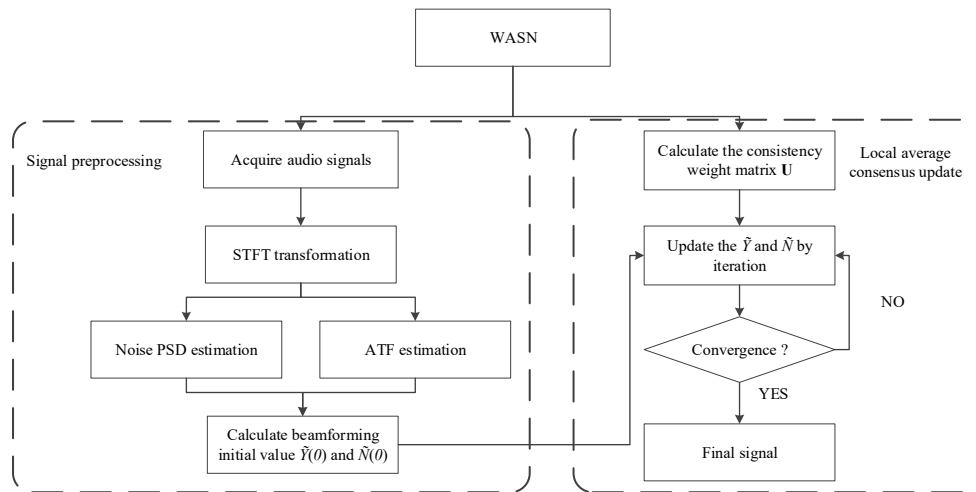 WASN
Signal preprocessing
Acquire audio signals
STFT transformation
Noise PSD estimation
ATF estimation
Calculate beamforming
initial value Ỹ(0) and Ñ(0)
Calculate the consistency
weight matrix U
Local average
consensus update
Update the Ỹ and Ñ by
iteration
NO
Convergence ?
YES
Final signal